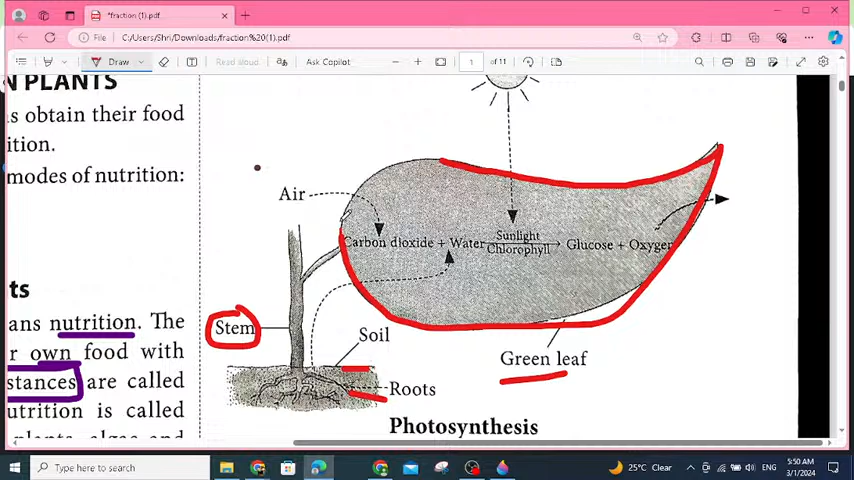 *fraction (1).pdf
File
C:/Users/Shri/Downloads/fraction%20(1).pdf
Draw
Read aloud
Ask Copilot
1
of 11
N PLANTS
s obtain their food
ition.
modes of nutrition:
ts
ans nutrition. The
r own food with
stances are called
utrition is called
Air
Carbon dioxide + Water
Sunlight
Chlorophyll
Glucose + Oxygen
Stem
Soil
Roots
Green leaf
Photosynthesis
Type here to search
25°C Clear
ENG
5:50 AM
3/1/2024